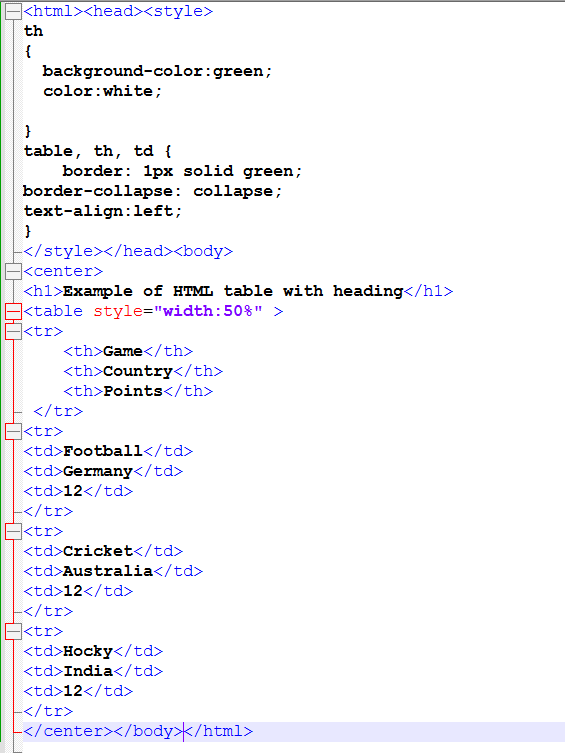 <html><head><style>
th
{
  background-color:green;
  color:white;

}
table, th, td {
    border: 1px solid green;
border-collapse: collapse;
text-align:left;
}
</style></head><body>
<center>
<h1>Example of HTML table with heading</h1>
<table style="width:50%" >
<tr>
    <th>Game</th>
    <th>Country</th>
    <th>Points</th>
 </tr>
<tr>
<td>Football</td>
<td>Germany</td>
<td>12</td>
</tr>
<tr>
<td>Cricket</td>
<td>Australia</td>
<td>12</td>
</tr>
<tr>
<td>Hocky</td>
<td>India</td>
<td>12</td>
</tr>
</center></body></html>